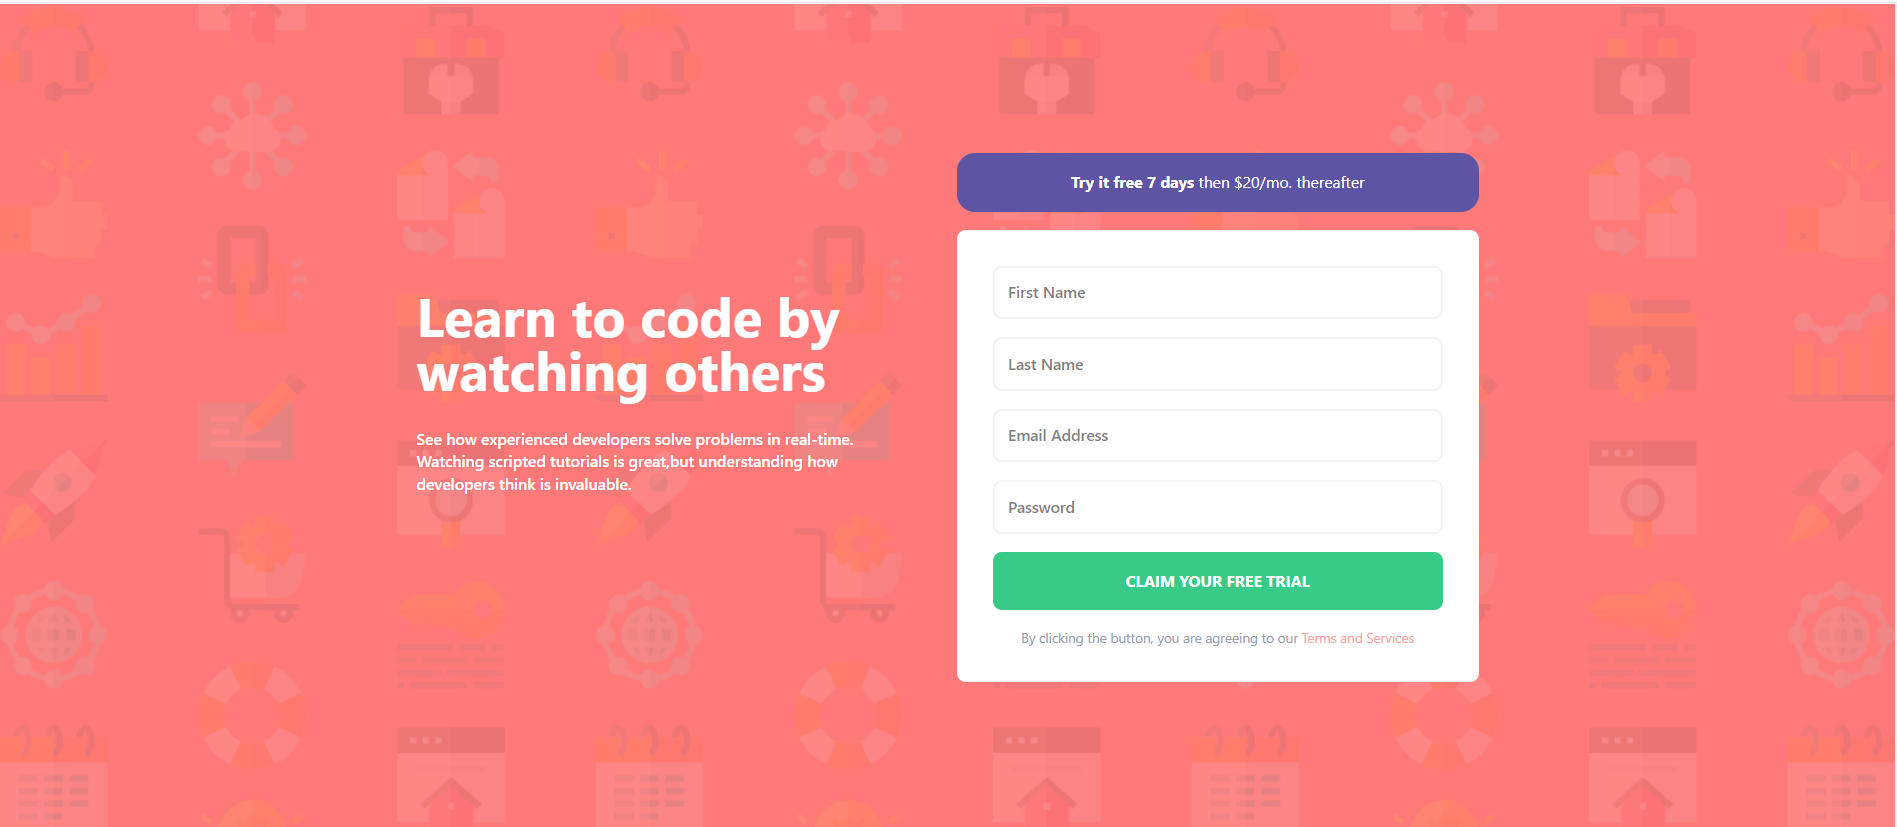 Learn to code by
watching others
See how experienced developers solve problems in real-time.
Watching scripted tutorials is great,but understanding how
developers think is invaluable.
Try it free 7 days then $20/mo. thereafter
First Name
Last Name
Email Address
Password
CLAIM YOUR FREE TRIAL
By clicking the button, you are agreeing to our Terms and Services